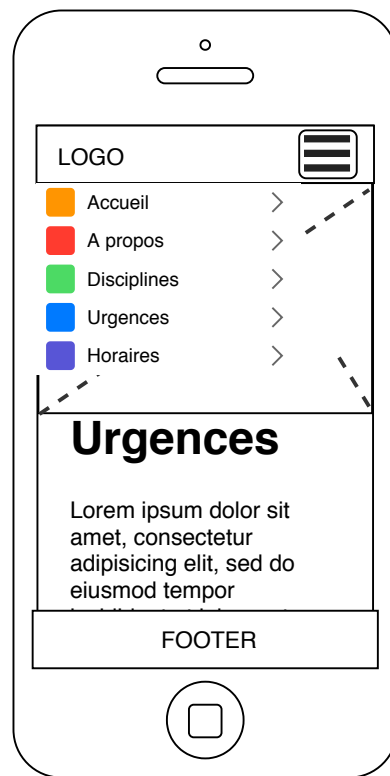 LOGO
Accueil
A propos
Disciplines
Urgences
Horaires
Urgences
Lorem ipsum dolor sit
amet, consectetur
adipisicing elit, sed do
eiusmod tempor
FOOTER